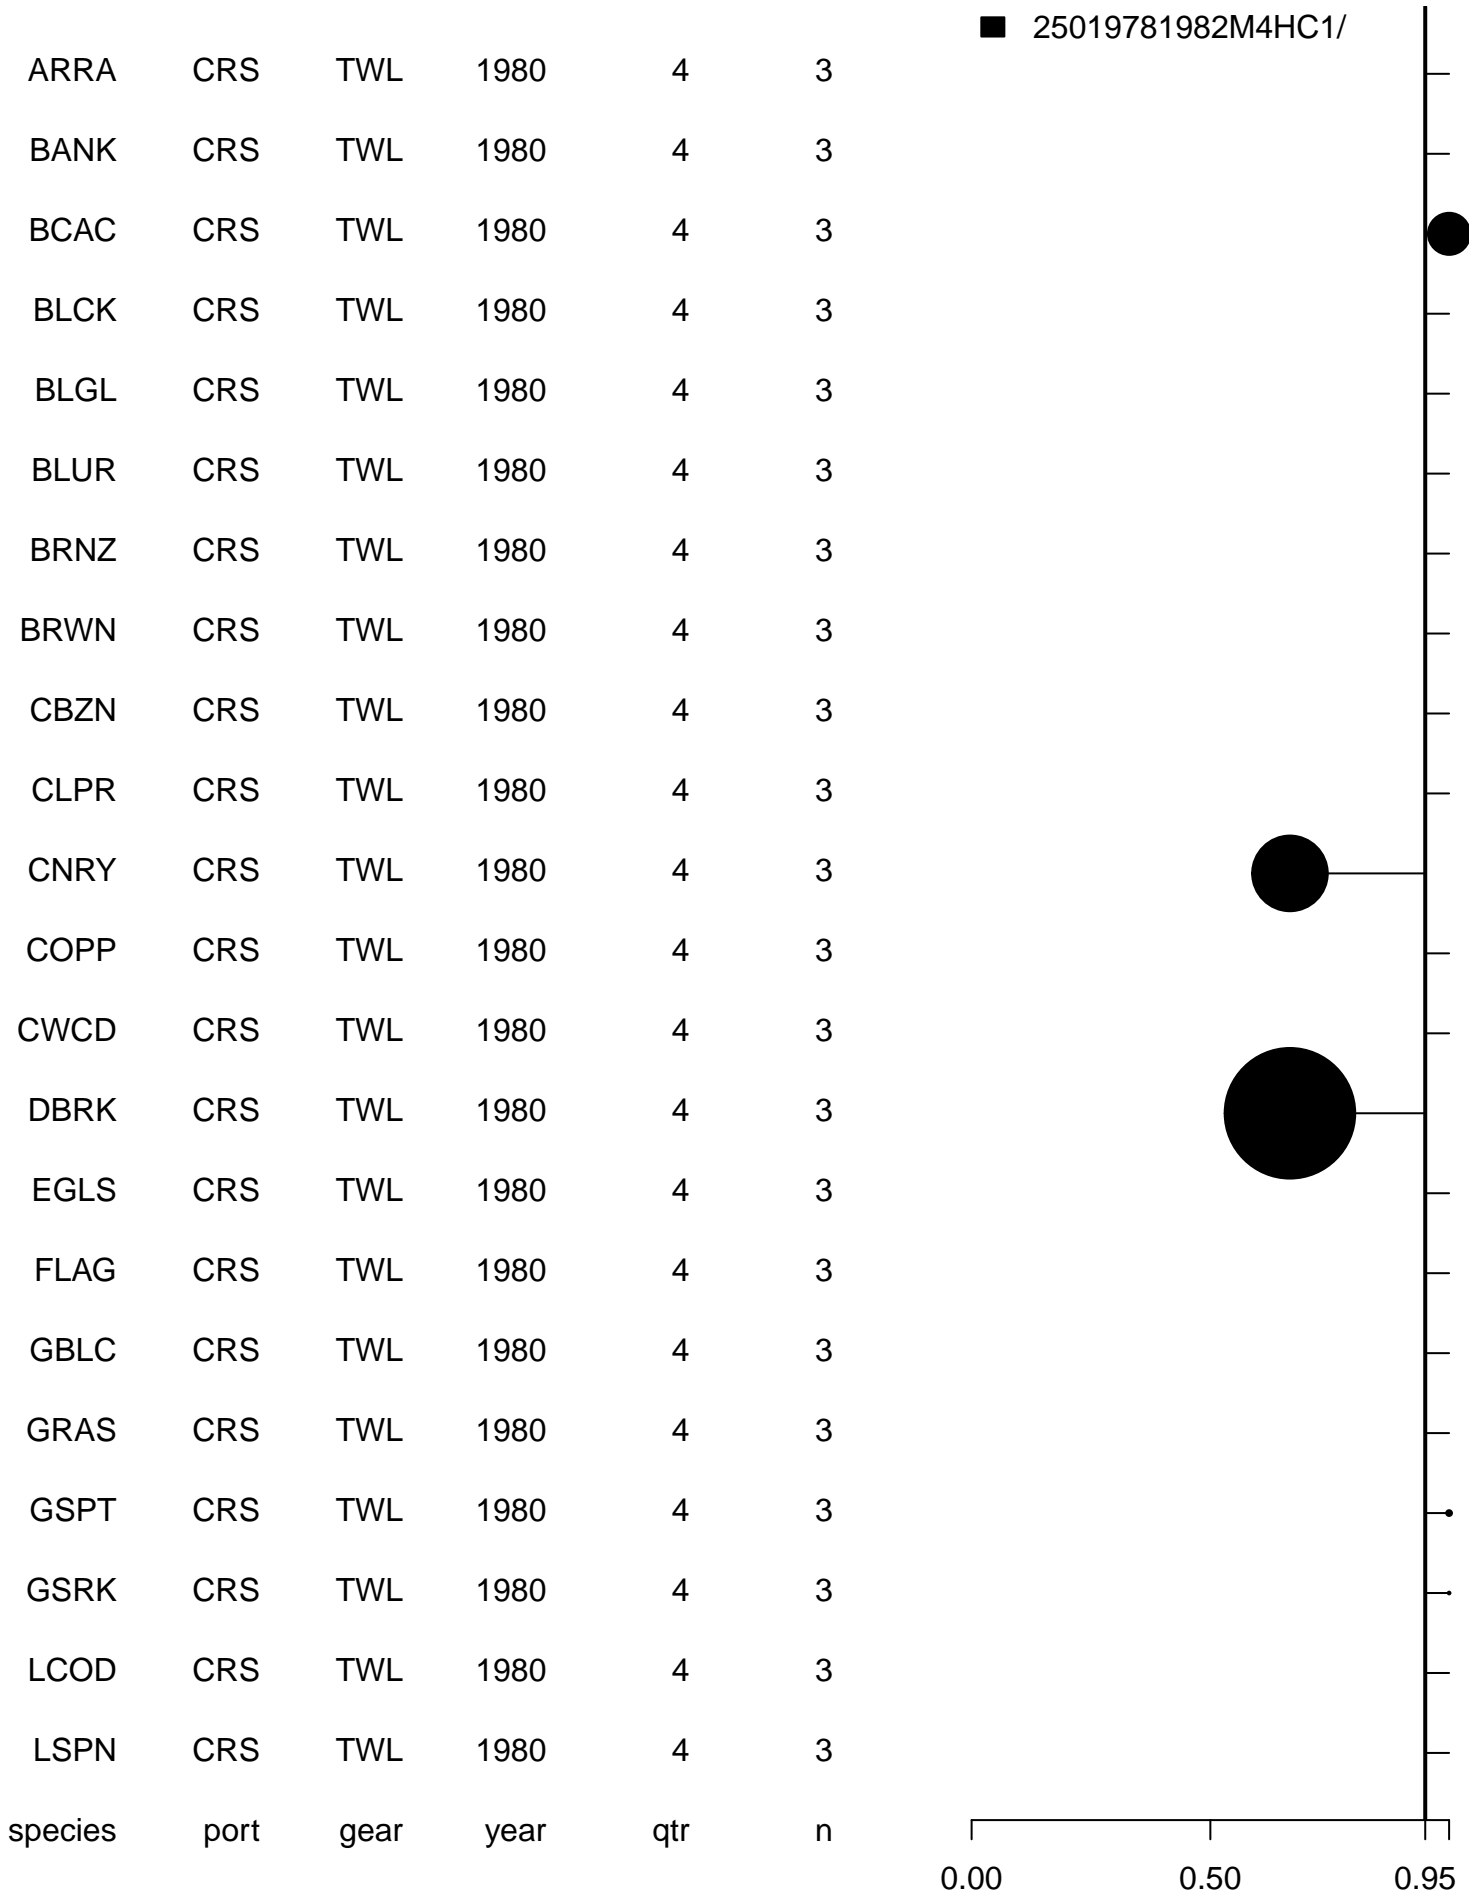 25019781982M4HC1/
ARRA CRS TWL 1980 4 3
BANK CRS TWL 1980 4 3
BCAC CRS TWL 1980 4 3
BLCK CRS TWL 1980 4 3
BLGL CRS TWL 1980 4 3
BLUR CRS TWL 1980 4 3
BRNZ CRS TWL 1980 4 3
BRWN CRS TWL 1980 4 3
CBZN CRS TWL 1980 4 3
CLPR CRS TWL 1980 4 3
CNRY CRS TWL 1980 4 3
COPP CRS TWL 1980 4 3
CWCD CRS TWL 1980 4 3
DBRK CRS TWL 1980 4 3
EGLS CRS TWL 1980 4 3
FLAG CRS TWL 1980 4 3
GBLC CRS TWL 1980 4 3
GRAS CRS TWL 1980 4 3
GSPT CRS TWL 1980 4 3
GSRK CRS TWL 1980 4 3
LCOD CRS TWL 1980 4 3
LSPN CRS TWL 1980 4 3
species port gear year qtr n
0.00 0.50 0.95